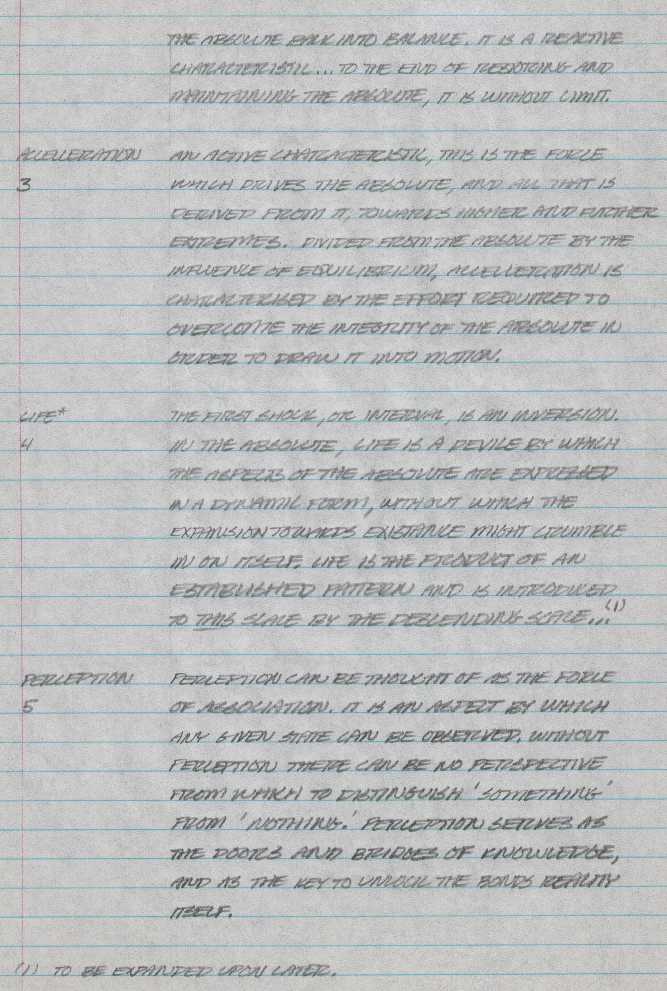 THE ABSOLUTE BACK INTO BALANCE. IT IS A REACTIVE
CHARACTERISTIC... TO THE END OF RESTORING AND
MAINTAINING THE ABSOLUTE, IT IS WITHOUT LIMIT.
ACCELLERATION AN ACTIVE CHARACTERISTIC, THIS IS THE FORCE
3 WHICH DRIVES THE ABSOLUTE, AND ALL THAT IS
DERIVED FROM IT, TOWARDS HIGHER AND FURTHER
EXTREMES. DIVIDED FROM THE ABSOLUTE BY THE
INFLUENCE OF EQUILIBRIUM, ACCELLERATION IS
CHARACTERISED BY THE EFFORT REQUIRED TO
OVERCOME THE INTEGRITY OF THE ABSOLUTE IN
ORDER TO DRAW IT INTO MOTION.
LIFE* THE FIRST SHOCK, OR INTERVAL, IS AN INVERSION.
4 IN THE ABSOLUTE, LIFE IS A DEVICE BY WHICH
THE ASPECTS OF THE ABSOLUTE ARE EXPRESSED
IN A DYNAMIC FORM, WITHOUT WHICH THE
EXPANSION TOWARDS EXISTANCE MIGHT CRUMBLE
IN ON ITSELF. LIFE IS THE PRODUCT OF AN
ESTABLISHED PATTERN AND IS INTRODUCED
TO THIS SCALE BY THE DESCENDING SCALE...(1)
PERCEPTION PERCEPTION CAN BE THOUGHT OF AS THE FORCE
5 OF ASSOCIATION. IT IS AN ASPECT BY WHICH
ANY GIVEN STATE CAN BE OBSERVED. WITHOUT
PERCEPTION THERE CAN BE NO PERSPECTIVE
FROM WHICH TO DISTINGUISH 'SOMETHING'
FROM 'NOTHING.' PERCEPTION SERVES AS
THE DOORS AND BRIDGES OF KNOWLEDGE,
AND AS THE KEY TO UNLOCK THE BONDS REALITY
ITSELF.
(1) TO BE EXPANDED UPON LATER.